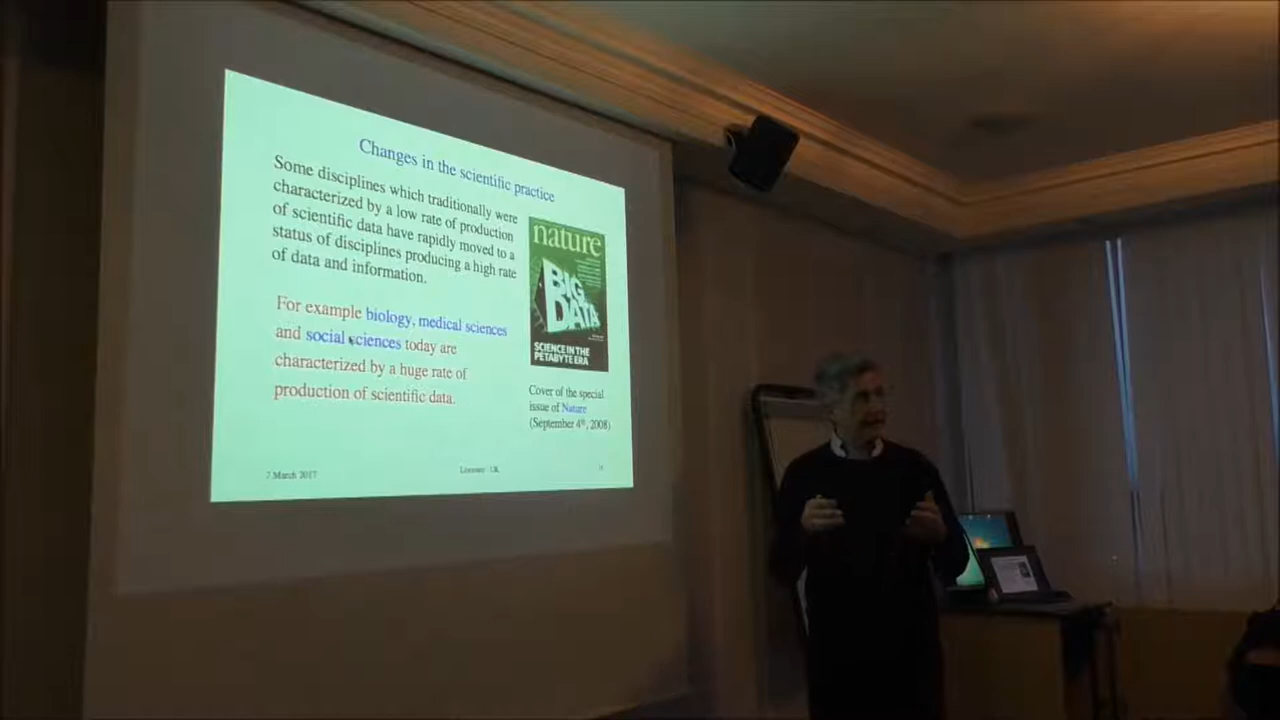 Changes in the scientific practice
Some disciplines which traditionally were
characterized by a low rate of production
of scientific data have rapidly moved to a
status of disciplines producing a high rate
of data and information.
For example biology, medical sciences
and social sciences today are
characterized by a huge rate of
production of scientific data.
nature
BIG
DATA
SCIENCE IN THE
PETABYTE ERA
Cover of the special
issue of Nature
(September 4th, 2008)
7 March 2017
UK